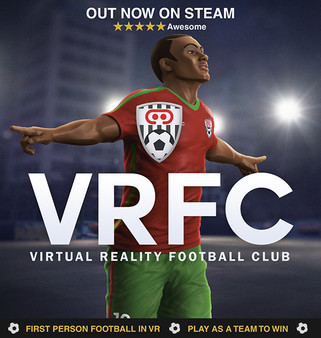 OUT NOW ON STEAM
★★★★★ Awesome
VRFC
VIRTUAL REALITY FOOTBALL CLUB
FIRST PERSON FOOTBALL IN VR PLAY AS A TEAM TO WIN